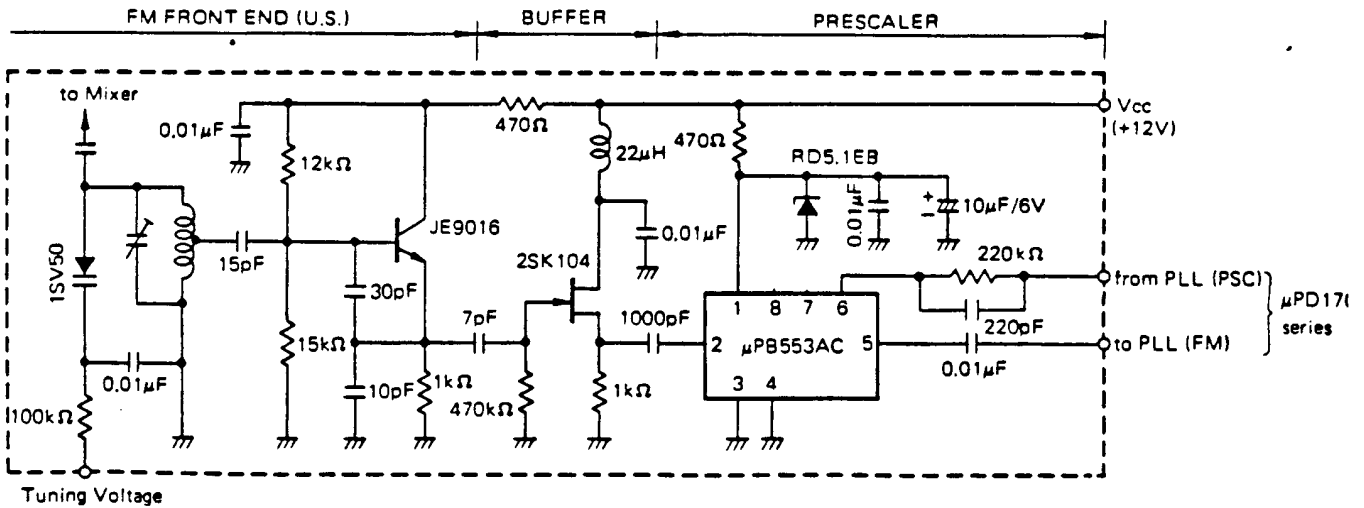 FM FRONT END (U.S.)
BUFFER
PRESCALER
to Mixer
0.01µF
12kΩ
470Ω
22µH
470Ω
Vcc
(+12V)
RD5.1EB
0.01µF
10µF/6V
+
−
JE9016
1SV50
15pF
30pF
2SK104
0.01µF
220kΩ
from PLL (PSC)
220pF
µPD17
series
to PLL (FM)
0.01µF
7pF
1000pF
1 8 7 6
2 µPB553AC 5
3 4
15kΩ
0.01µF
10pF
1kΩ
470kΩ
1kΩ
100kΩ
Tuning Voltage